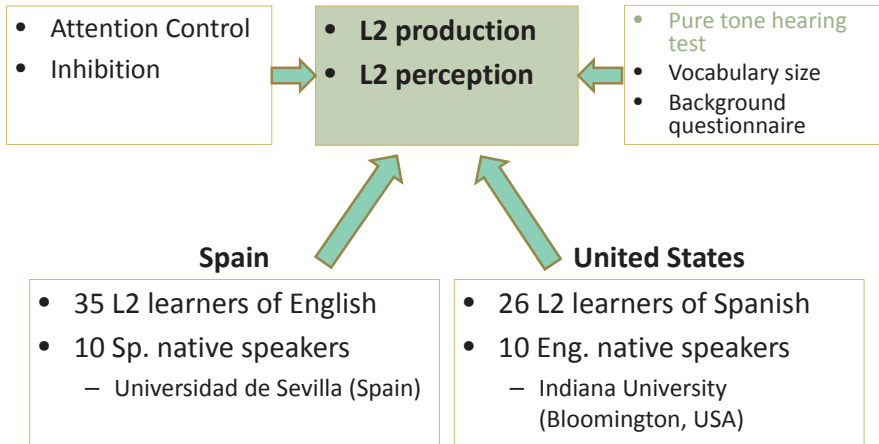 • Attention Control
• Inhibition
• L2 production
• L2 perception
• Pure tone hearing
test
• Vocabulary size
• Background
questionnaire
Spain
• 35 L2 learners of English
• 10 Sp. native speakers
– Universidad de Sevilla (Spain)
United States
• 26 L2 learners of Spanish
• 10 Eng. native speakers
– Indiana University
(Bloomington, USA)